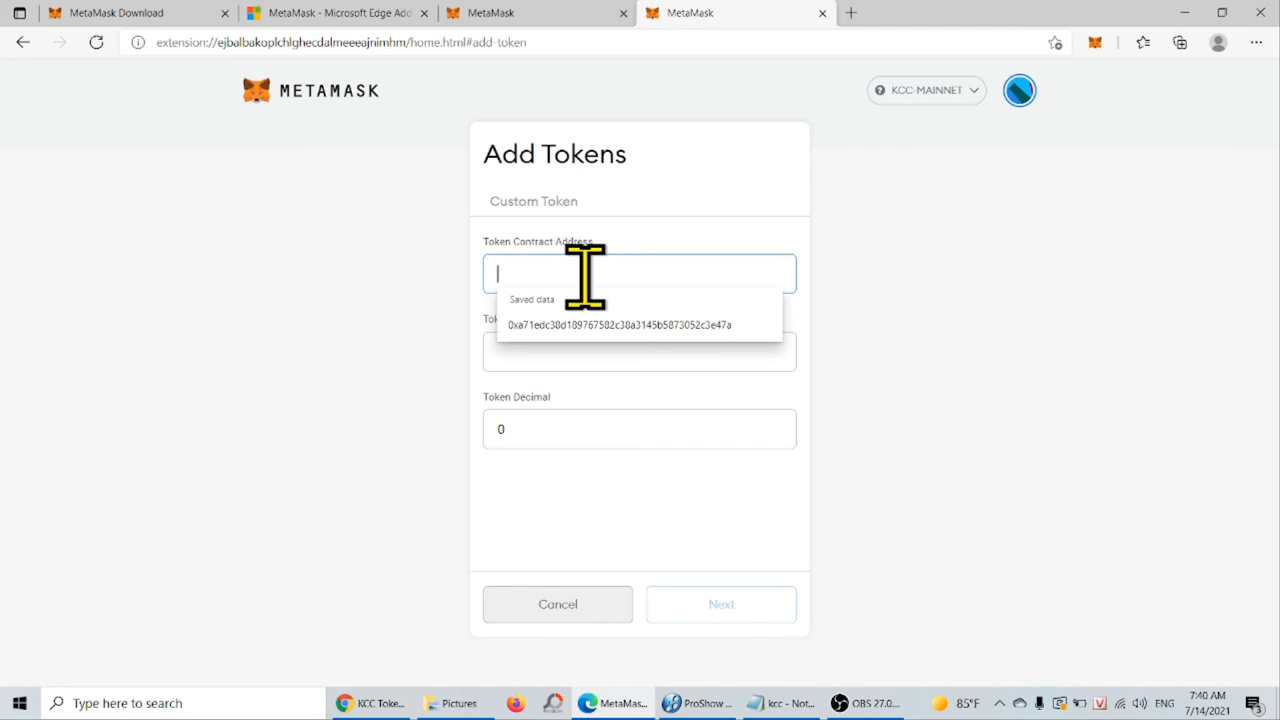 MetaMask Download
MetaMask - Microsoft Edge Add
MetaMask
MetaMask
extension://ejbalbakoplchlghecdalmeeeajnimhm/home.html#add-token
METAMASK
KCC-MAINNET
Add Tokens
Custom Token
Token Contract Address
Saved data
0xa71edc38d189767582c38a3145b5873052c3e47a
Tok
Token Decimal
0
Cancel
Next
Type here to search
KCC Toke...
Pictures
MetaMas...
ProShow ...
kcc - Not...
OBS 27.0...
85°F
ENG
7:40 AM
7/14/2021
3